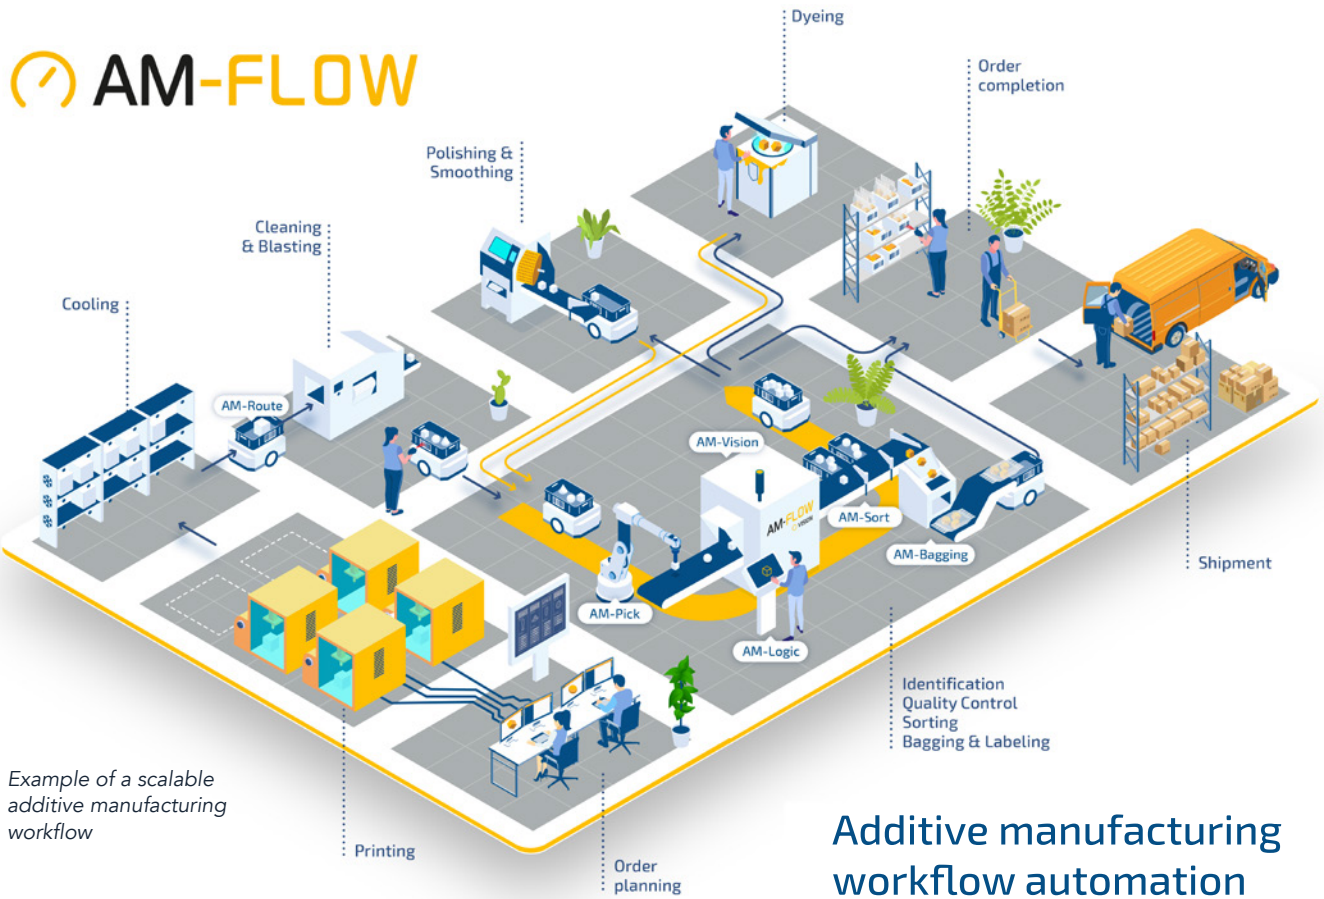 AM-FLOW
Dyeing
Order
completion
Polishing &
Smoothing
Cleaning
& Blasting
Cooling
AM-Route
AM-Vision
AM-FLOW
VISION
AM-Sort
AM-Bagging
AM-Pick
AM-Logic
Shipment
Identification
Quality Control
Sorting
Bagging & Labeling
Example of a scalable
additive manufacturing
workflow
Printing
Order
planning
Additive manufacturing
workflow automation